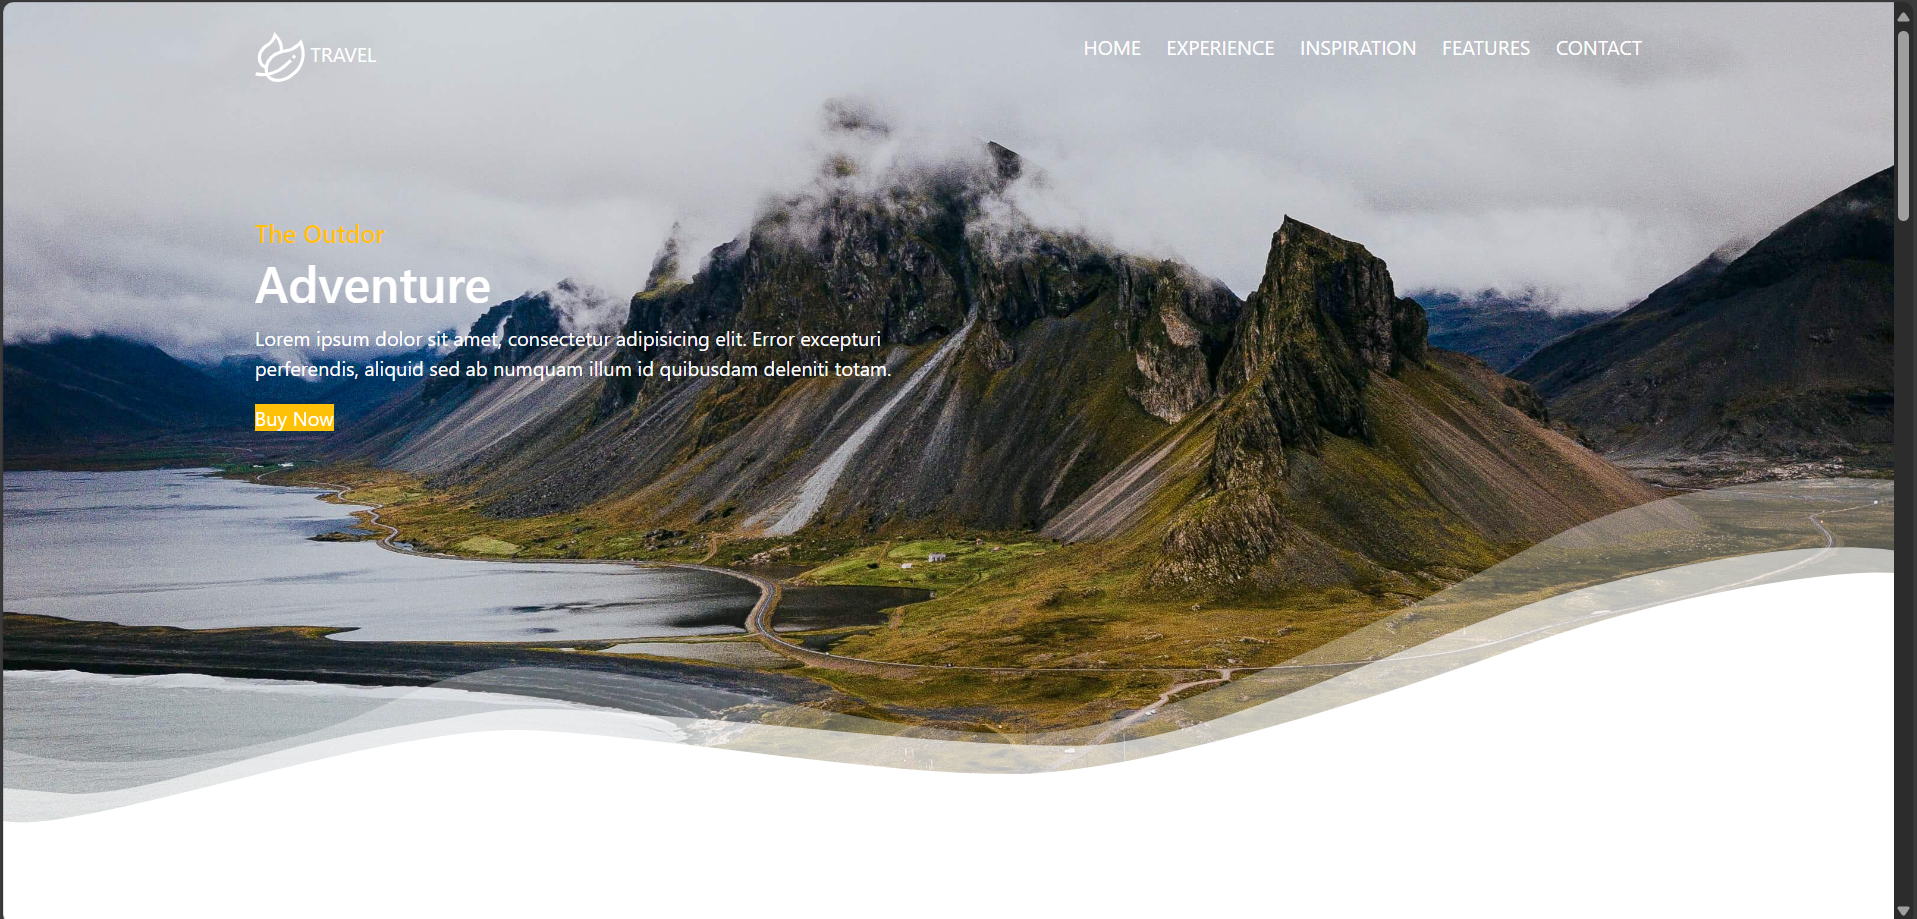 TRAVEL
HOME EXPERIENCE INSPIRATION FEATURES CONTACT
The Outdor
Adventure
Lorem ipsum dolor sit amet, consectetur adipisicing elit. Error excepturi
perferendis, aliquid sed ab numquam illum id quibusdam deleniti totam.
Buy Now